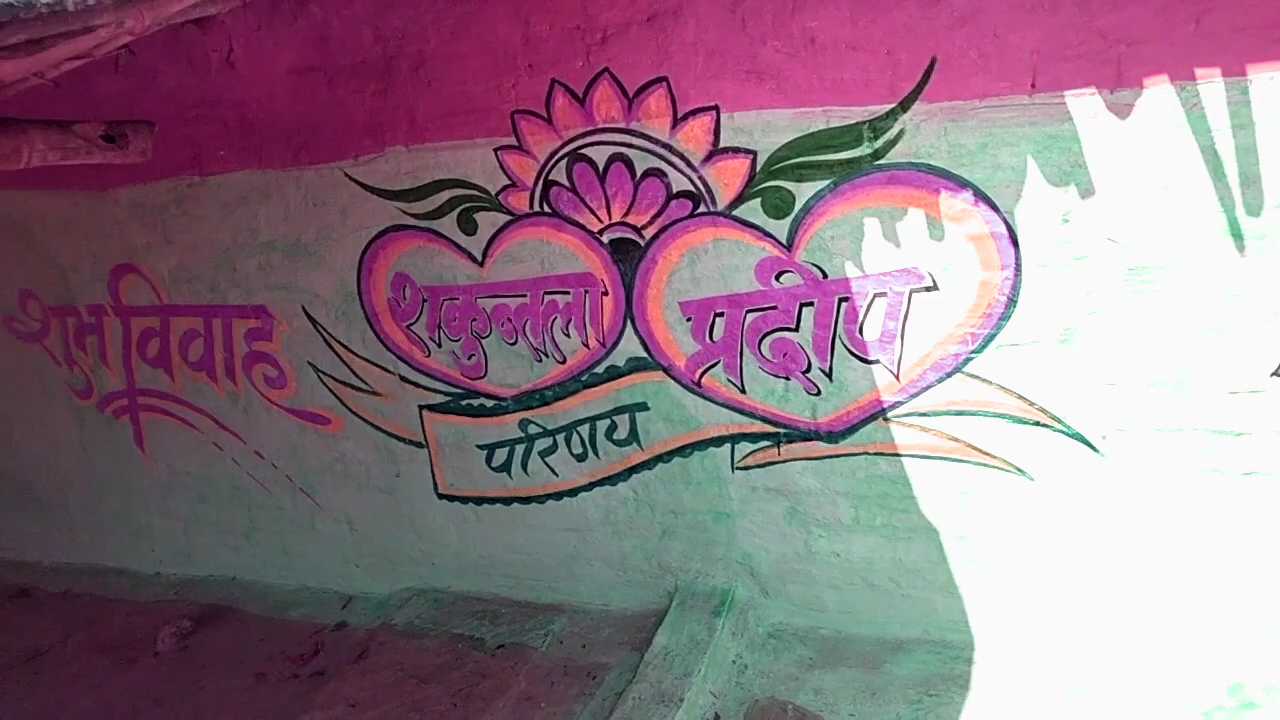 शुभ विवाह
शकुन्तला
प्रदीप
परिणय